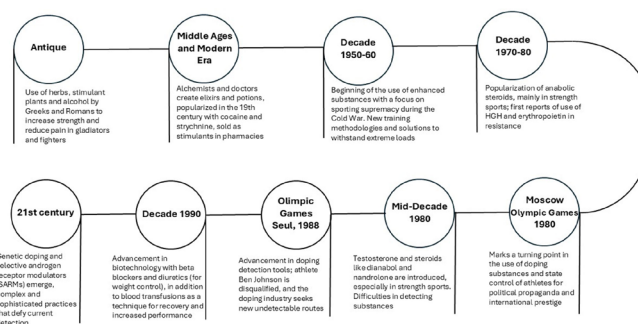 Antique
Use of herbs, stimulant
plants and alcohol by
Greeks and Romans to
increase strength and
reduce pain in gladiators
and fighters
Middle Ages
and Modern
Era
Alchemists and doctors
create elixirs and potions,
popularized in the 19th
century with cocaine and
strychnine, sold as
stimulants in pharmacies
Decade
1950-60
Beginning of the use of enhanced
substances with a focus on
sporting supremacy during the
Cold War. New training
methodologies and solutions to
withstand extreme loads
Decade
1970-80
Popularization of anabolic
steroids, mainly in strength
sports; first reports of use of
HGH and erythropoietin in
resistance
Moscow
Olympic Games
1980
Marks a turning point in
the use of doping
substances and state
control of athletes for
political propaganda and
international prestige
Mid-Decade
1980
Testosterone and steroids
like dianabol and
nandrolone are introduced,
especially in strength sports.
Difficulties in detecting
substances
Olimpic
Games
Seul, 1988
Advancement in doping
detection tools; athlete
Ben Johnson is
disqualified, and the
doping industry seeks
new undetectable routes
Decade 1990
Advancement in
biotechnology with beta
blockers and diuretics (for
weight control), in addition
to blood transfusions as a
technique for recovery and
increased performance
21st century
enetic doping and
elective androgen
eceptor modulators
SARMs) emerge,
omplex and
ophisticated practices
hat defy current
etection